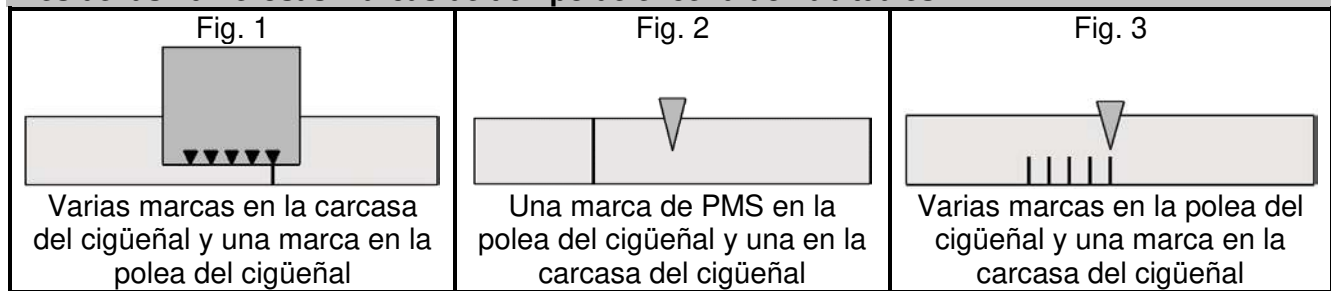 Fig. 1
Varias marcas en la carcasa
del cigüeñal y una marca en la
polea del cigüeñal
Fig. 2
Una marca de PMS en la
polea del cigüeñal y una en la
carcasa del cigüeñal
Fig. 3
Varias marcas en la polea del
cigüeñal y una marca en la
carcasa del cigüeñal